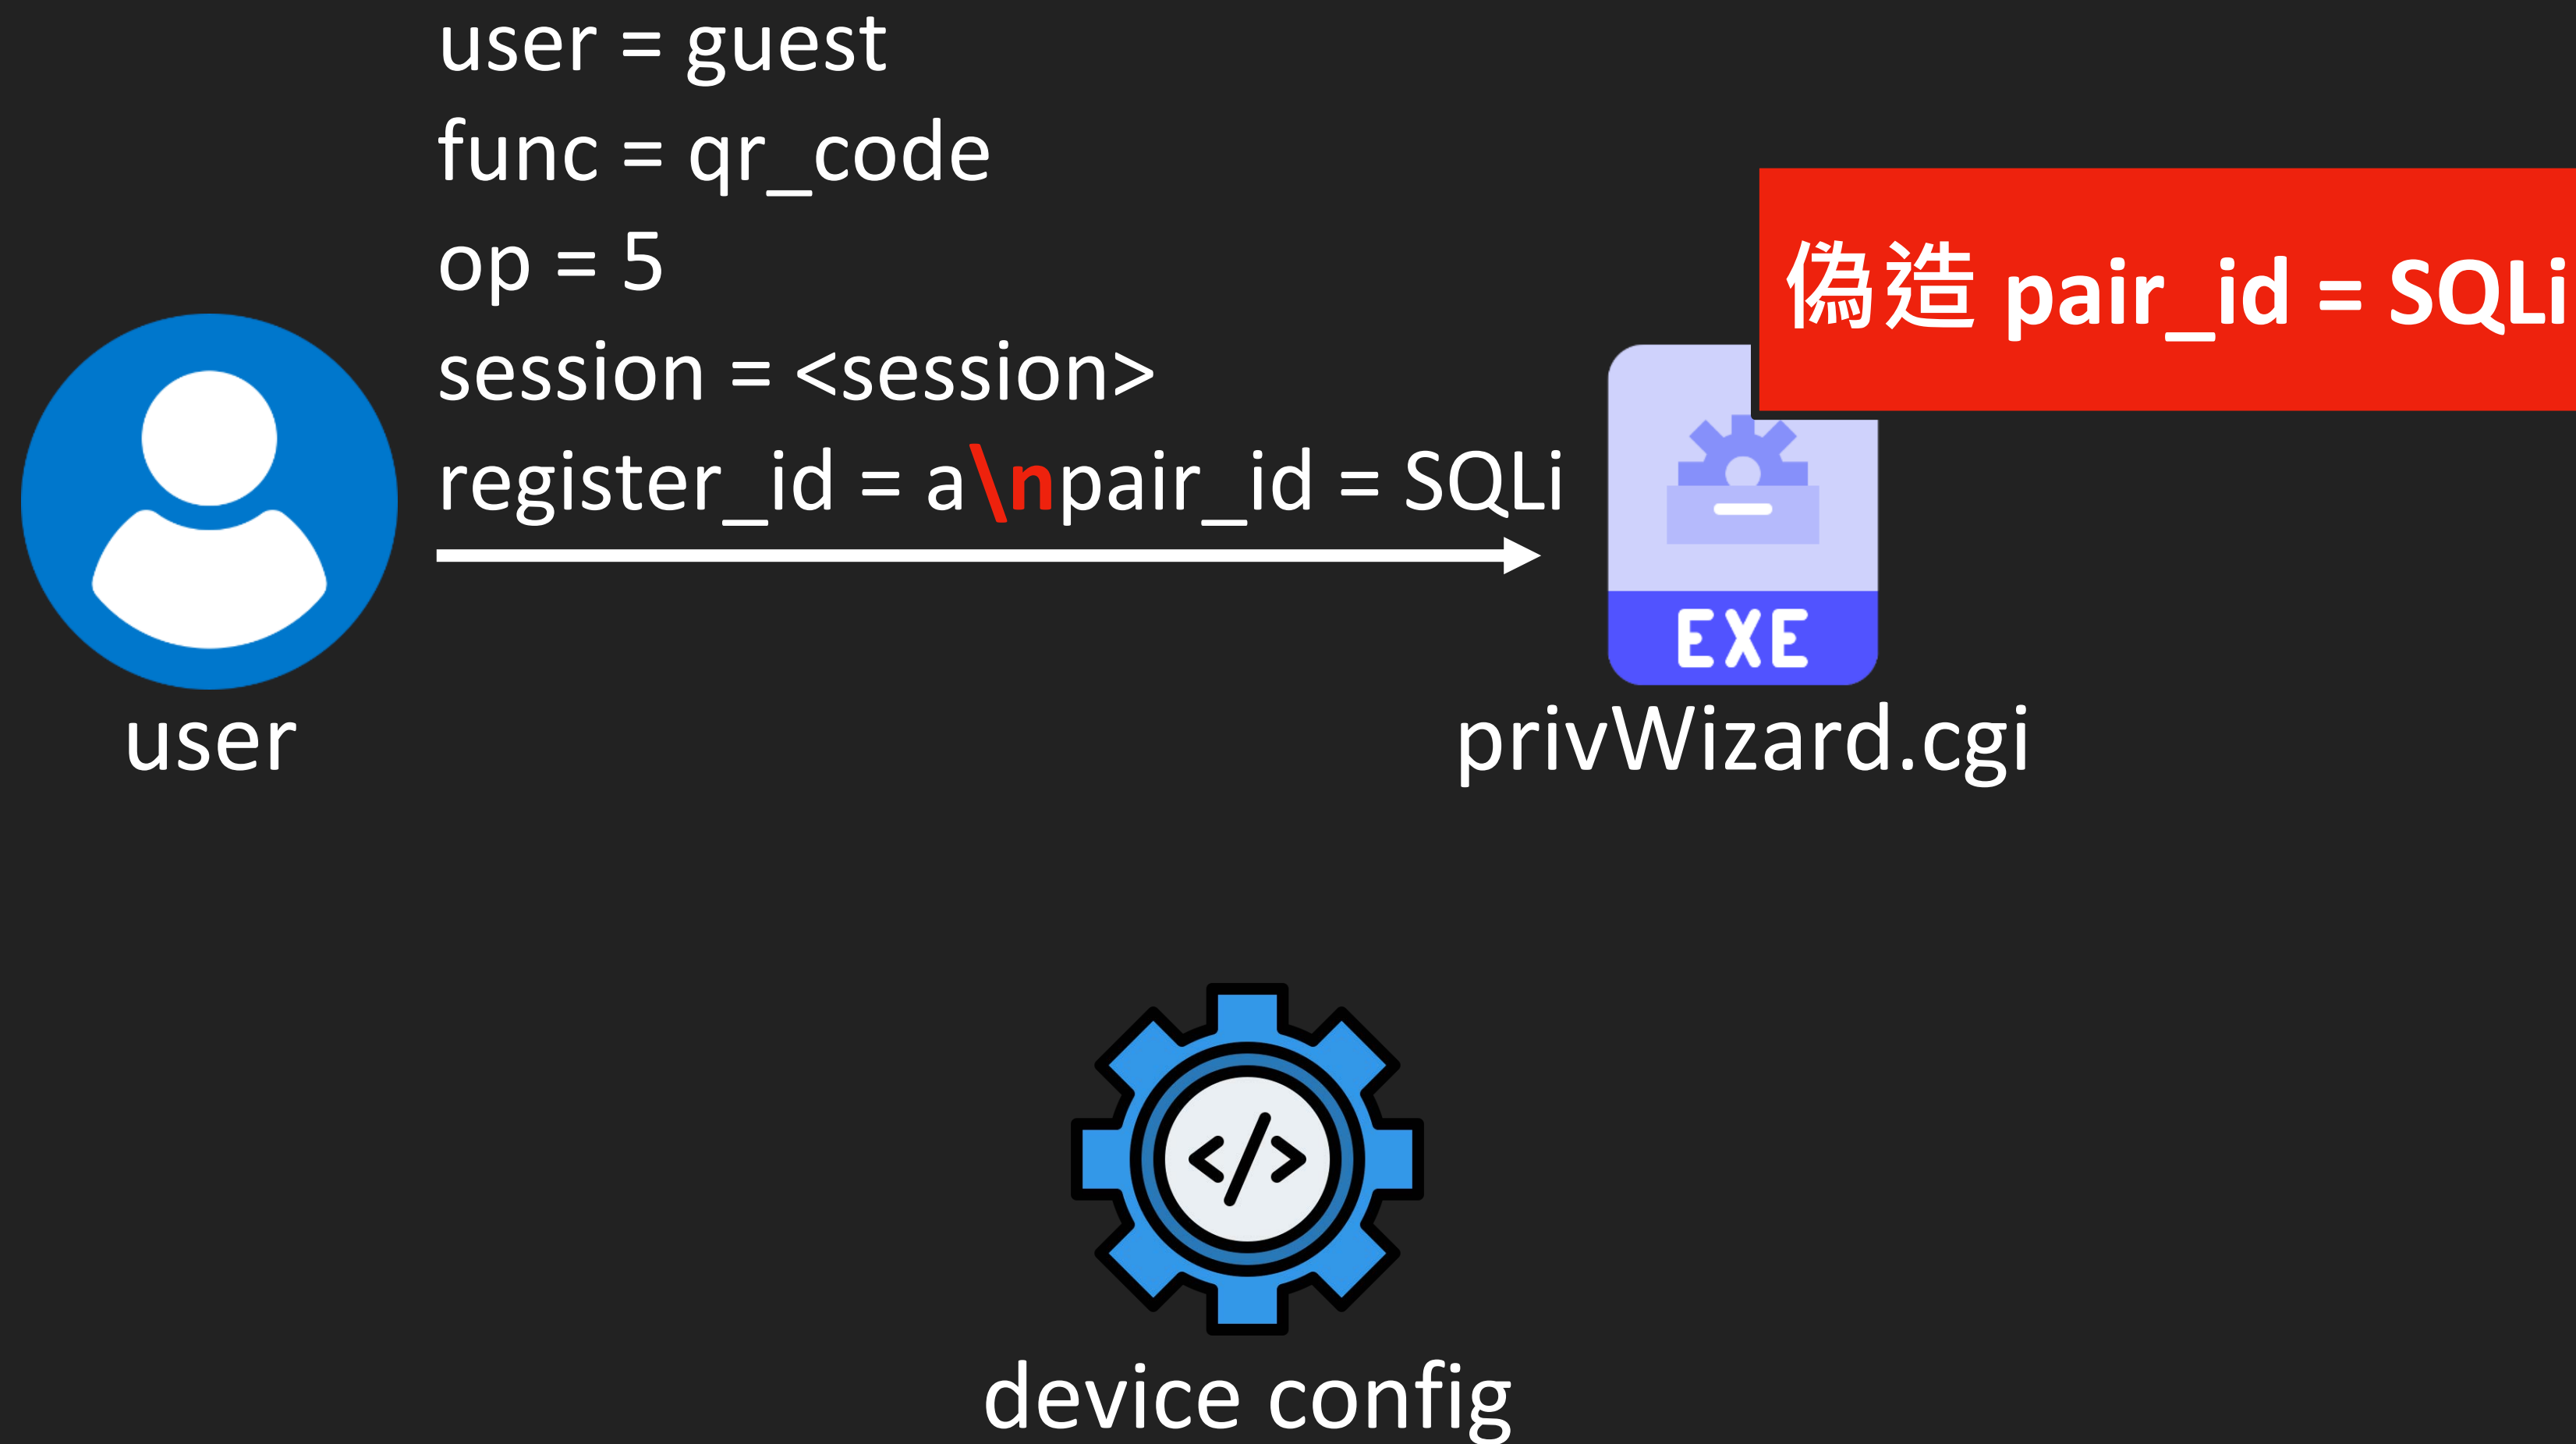 user = guest
func = qr_code
op = 5
session = <session>
register_id = a\npair_id = SQLi
偽造 pair_id = SQLi
EXE
user
privWizard.cgi
</>
device config